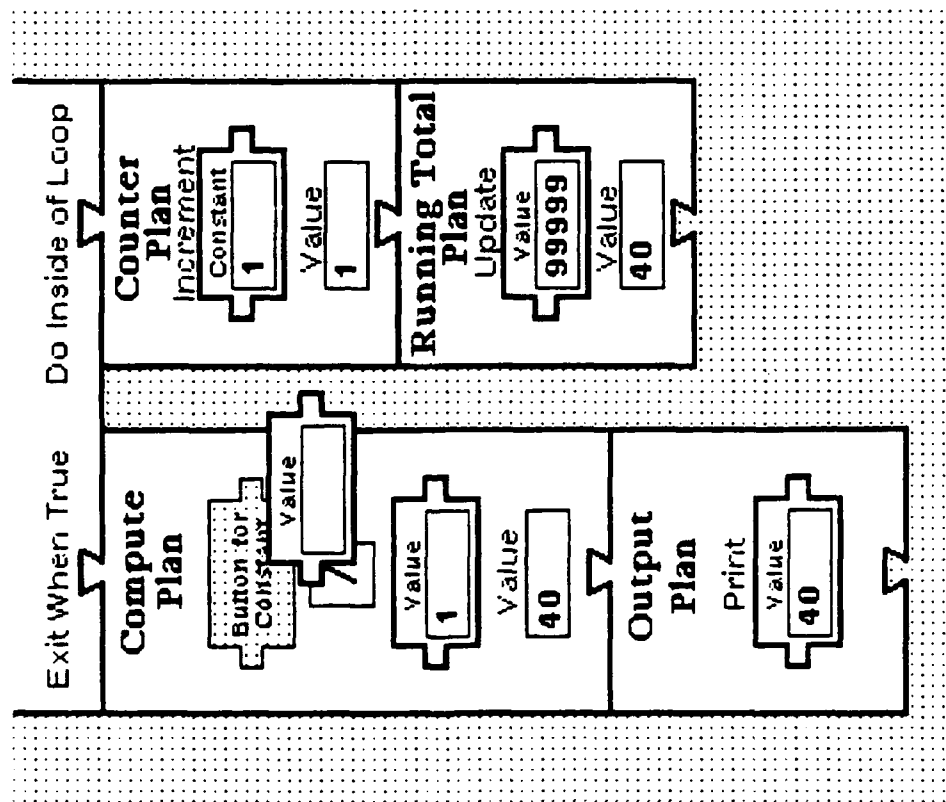 Exit When True
Compute
Plan
Button for
Constant
Value
/
Value
1
Value
40
Output
Plan
Print
Value
40
Do Inside of Loop
Counter
Plan
Increment
Constant
1
Value
1
Running Total
Plan
Update
Value
99999
Value
40